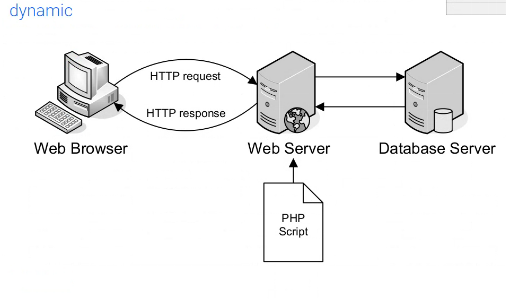 dynamic
HTTP request
HTTP response
Web Browser
Web Server
Database Server
PHP
Script